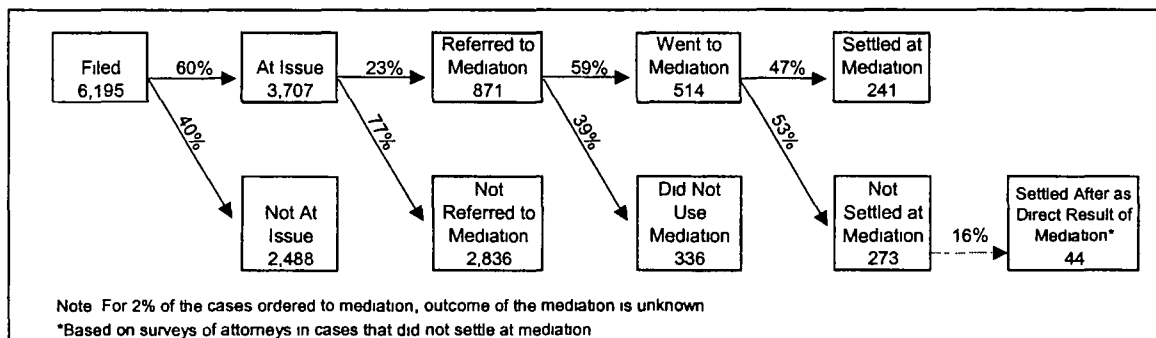 Filed
6,195
60%
At Issue
3,707
23%
Referred to
Mediation
871
59%
Went to
Mediation
514
47%
Settled at
Mediation
241
40%
Not At
Issue
2,488
77%
Not
Referred to
Mediation
2,836
39%
Did Not
Use
Mediation
336
53%
Not
Settled at
Mediation
273
16%
Settled After as
Direct Result of
Mediation*
44
Note For 2% of the cases ordered to mediation, outcome of the mediation is unknown
*Based on surveys of attorneys in cases that did not settle at mediation